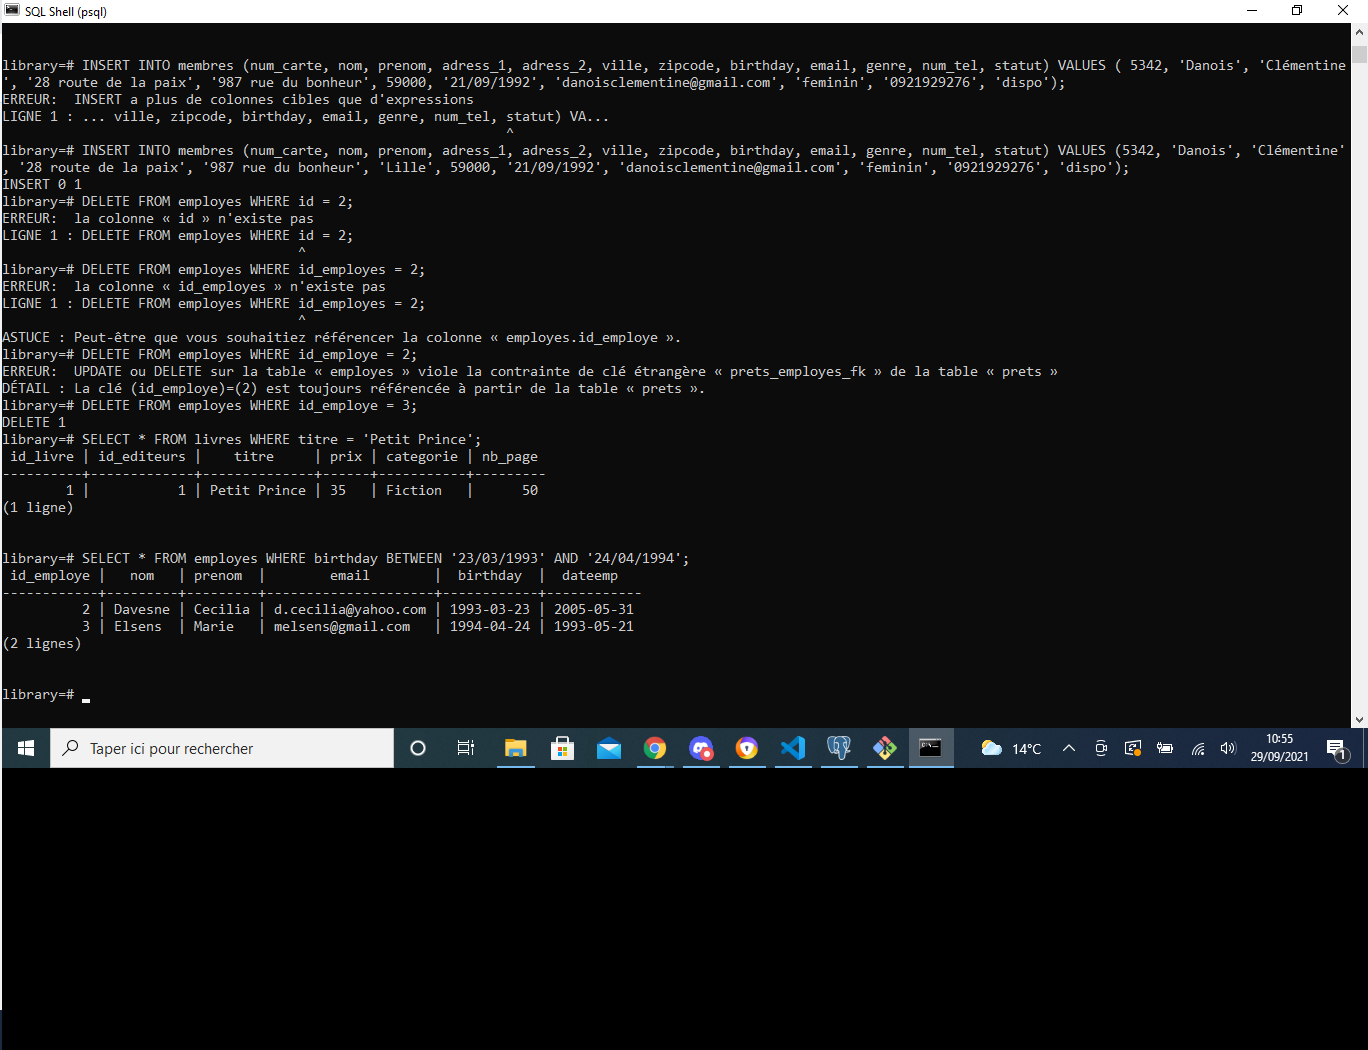 SQL Shell (psql)
library=# INSERT INTO membres (num_carte, nom, prenom, adress_1, adress_2, ville, zipcode, birthday, email, genre, num_tel, statut) VALUES ( 5342, 'Danois', 'Clémentine
', '28 route de la paix', '987 rue du bonheur', 59000, '21/09/1992', 'danoisclementine@gmail.com', 'feminin', '0921929276', 'dispo');
ERREUR:  INSERT a plus de colonnes cibles que d'expressions
LIGNE 1 : ... ville, zipcode, birthday, email, genre, num_tel, statut) VA...
^
library=# INSERT INTO membres (num_carte, nom, prenom, adress_1, adress_2, ville, zipcode, birthday, email, genre, num_tel, statut) VALUES (5342, 'Danois', 'Clémentine'
, '28 route de la paix', '987 rue du bonheur', 'Lille', 59000, '21/09/1992', 'danoisclementine@gmail.com', 'feminin', '0921929276', 'dispo');
INSERT 0 1
library=# DELETE FROM employes WHERE id = 2;
ERREUR:  la colonne « id » n'existe pas
LIGNE 1 : DELETE FROM employes WHERE id = 2;
^
library=# DELETE FROM employes WHERE id_employes = 2;
ERREUR:  la colonne « id_employes » n'existe pas
LIGNE 1 : DELETE FROM employes WHERE id_employes = 2;
^
ASTUCE : Peut-être que vous souhaitiez référencer la colonne « employes.id_employe ».
library=# DELETE FROM employes WHERE id_employe = 2;
ERREUR:  UPDATE ou DELETE sur la table « employes » viole la contrainte de clé étrangère « prets_employes_fk » de la table « prets »
DÉTAIL : La clé (id_employe)=(2) est toujours référencée à partir de la table « prets ».
library=# DELETE FROM employes WHERE id_employe = 3;
DELETE 1
library=# SELECT * FROM livres WHERE titre = 'Petit Prince';
id_livre | id_editeurs |    titre     | prix | categorie | nb_page
----------+-------------+--------------+------+-----------+---------
1 |           1 | Petit Prince | 35   | Fiction   |      50
(1 ligne)
library=# SELECT * FROM employes WHERE birthday BETWEEN '23/03/1993' AND '24/04/1994';
id_employe |   nom   | prenom  |        email        |  birthday  |  dateemp
------------+---------+---------+---------------------+------------+------------
2 | Davesne | Cecilia | d.cecilia@yahoo.com | 1993-03-23 | 2005-05-31
3 | Elsens  | Marie   | melsens@gmail.com   | 1994-04-24 | 1993-05-21
(2 lignes)
library=#
Taper ici pour rechercher
14°C
10:55
29/09/2021
1